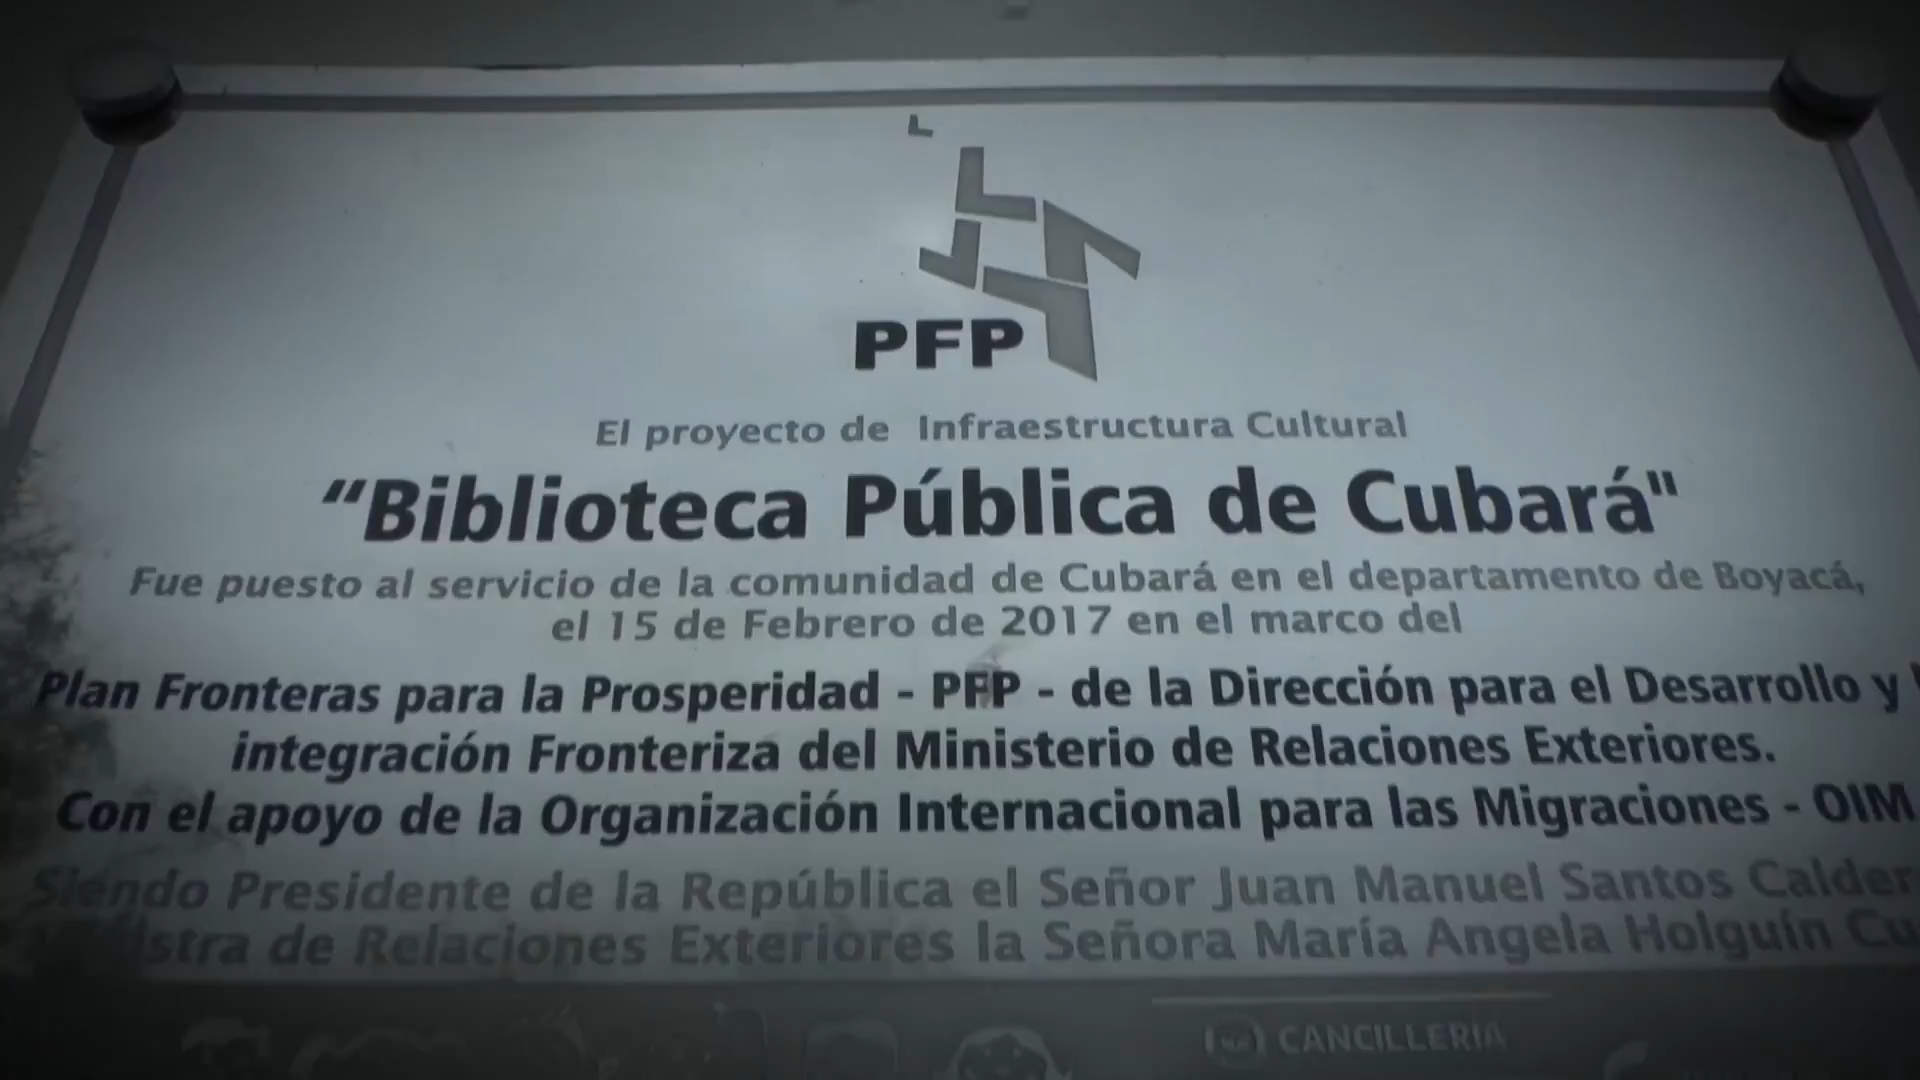 PFP
El proyecto de Infraestructura Cultural
“Biblioteca Pública de Cubará"
Fue puesto al servicio de la comunidad de Cubará en el departamento de Boyacá,
el 15 de Febrero de 2017 en el marco del
Plan Fronteras para la Prosperidad - PFP - de la Dirección para el Desarrollo y
integración Fronteriza del Ministerio de Relaciones Exteriores.
Con el apoyo de la Organización Internacional para las Migraciones - OIM
Siendo Presidente de la República el Señor Juan Manuel Santos
de Relaciones Exteriores la Señora María Angela Holguín
CANCILLERÍA